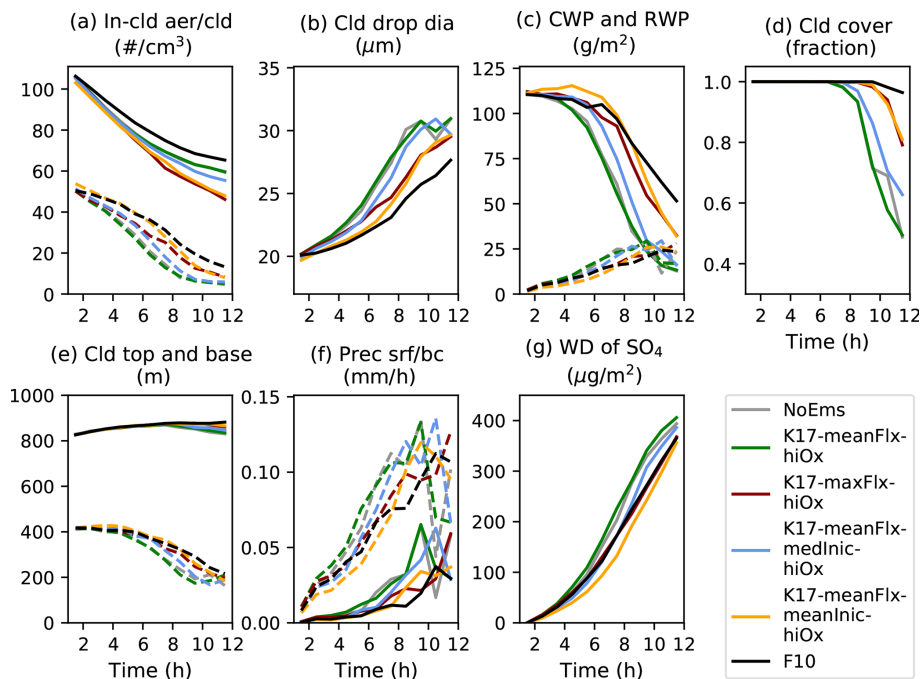 (a) In-cld aer/cld
(#/cm³)
(b) Cld drop dia
(μm)
(c) CWP and RWP
(g/m²)
(d) Cld cover
(fraction)
100
80
60
40
20
0
2 4 6 8 10 12
35
30
25
20
2 4 6 8 10 12
125
100
75
50
25
0
2 4 6 8 10 12
1.0
0.8
0.6
0.4
2 4 6 8 10 12
Time (h)
(e) Cld top and base
(m)
(f) Prec srf/bc
(mm/h)
(g) WD of SO₄
(μg/m²)
1000
800
600
400
200
0
2 4 6 8 10 12
Time (h)
0.15
0.10
0.05
0.00
2 4 6 8 10 12
Time (h)
400
300
200
100
0
2 4 6 8 10 12
Time (h)
NoEms
K17-meanFlx-
hiOx
K17-maxFlx-
hiOx
K17-meanFlx-
medInic-
hiOx
K17-meanFlx-
meanInic-
hiOx
F10